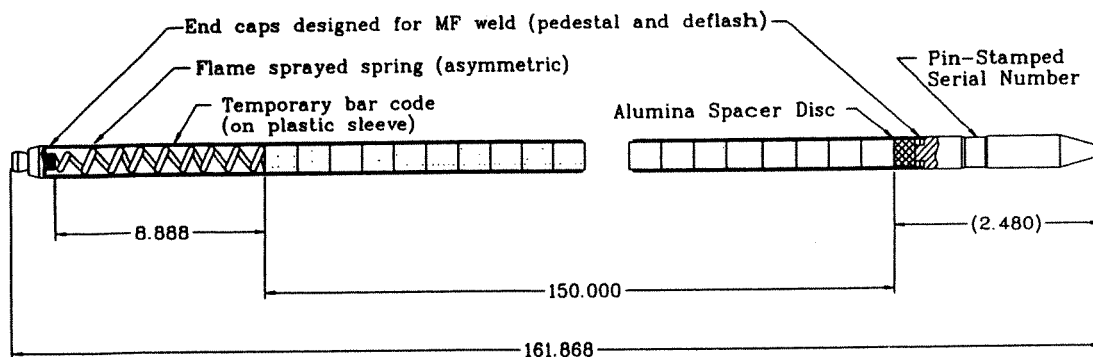 End caps designed for MF weld (pedestal and deflash)
Flame sprayed spring (asymmetric)
Temporary bar code
(on plastic sleeve)
Alumina Spacer Disc
Pin-Stamped
Serial Number
8.888
(2.480)
150.000
161.868